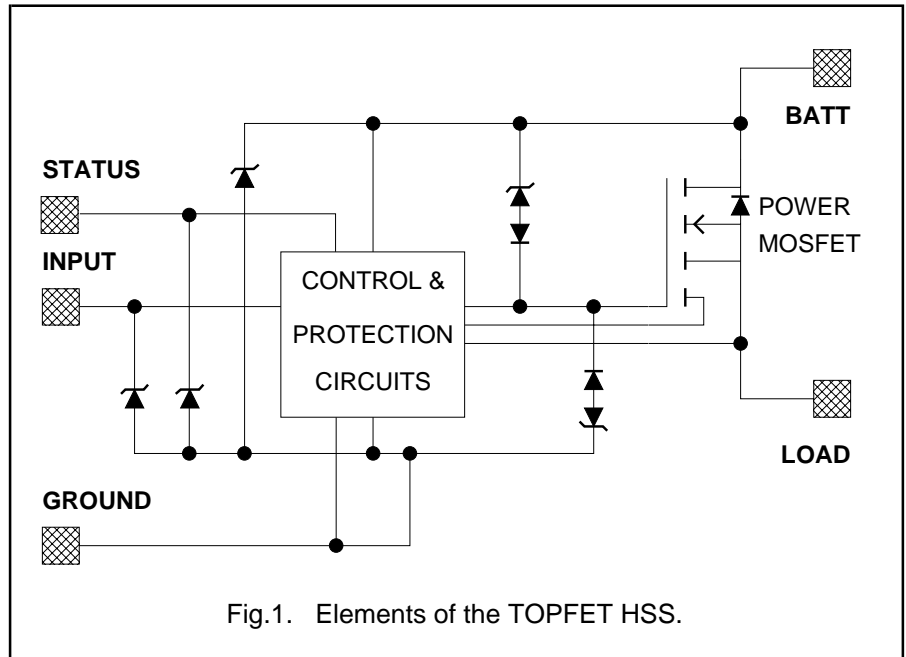 BATT
STATUS
POWER
MOSFET
INPUT
CONTROL &
PROTECTION
CIRCUITS
LOAD
GROUND
Fig.1. Elements of the TOPFET HSS.